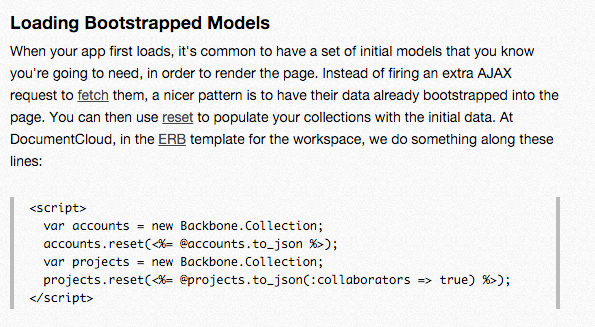 Loading Bootstrapped Models
When your app first loads, it's common to have a set of initial models that you know
you're going to need, in order to render the page. Instead of firing an extra AJAX
request to fetch them, a nicer pattern is to have their data already bootstrapped into the
page. You can then use reset to populate your collections with the initial data. At
DocumentCloud, in the ERB template for the workspace, we do something along these
lines:
<script>
  var accounts = new Backbone.Collection;
  accounts.reset(<%= @accounts.to_json %>);
  var projects = new Backbone.Collection;
  projects.reset(<%= @projects.to_json(:collaborators => true) %>);
</script>